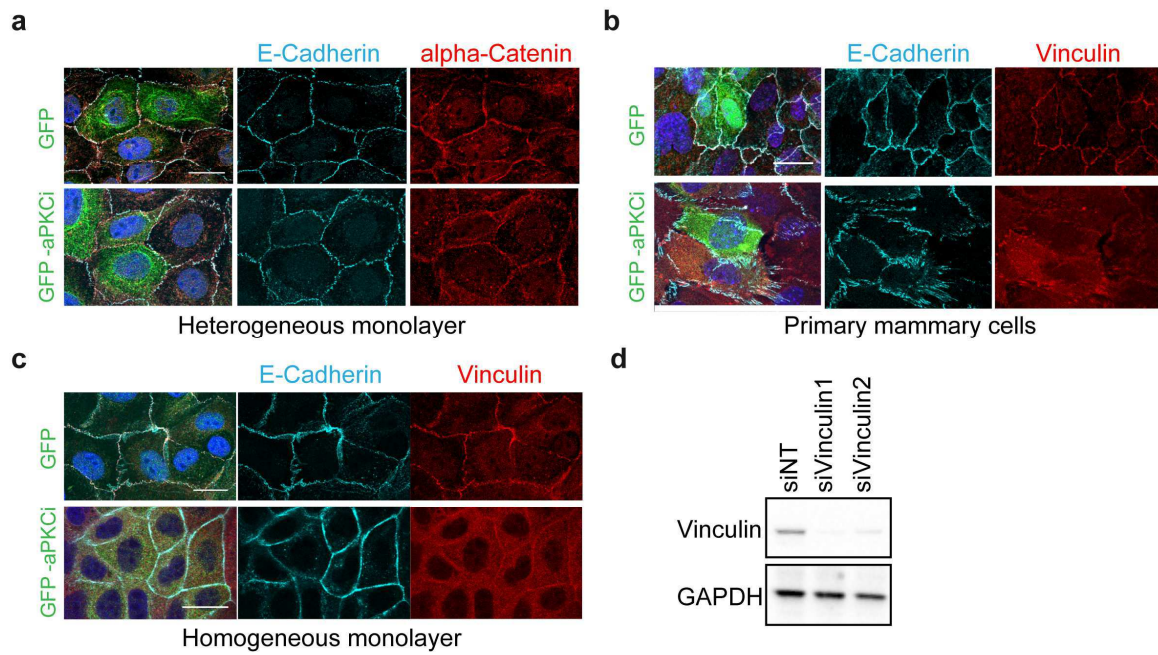 a
E-Cadherin alpha-Catenin
GFP
GFP -aPKCi
Heterogeneous monolayer
b
E-Cadherin Vinculin
GFP
GFP -aPKCi
Primary mammary cells
c
E-Cadherin Vinculin
GFP
GFP -aPKCi
Homogeneous monolayer
d
siNT
siVinculin1
siVinculin2
Vinculin
GAPDH